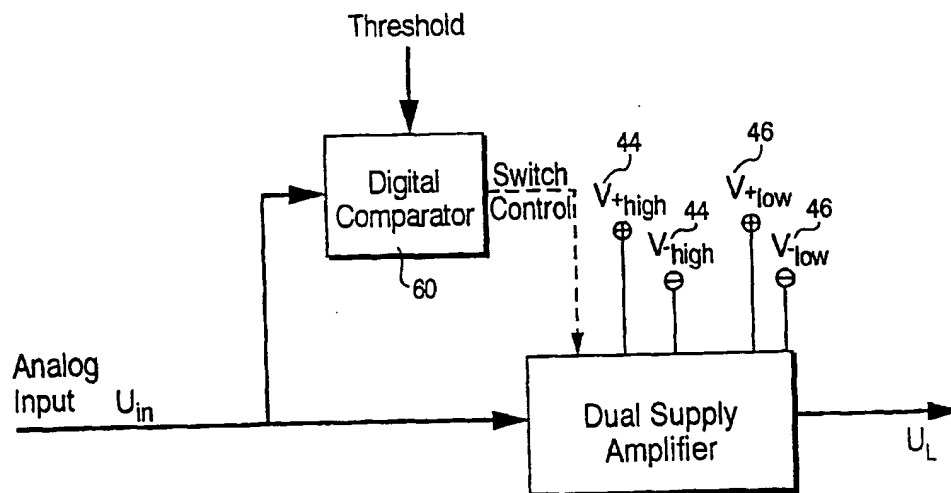 Threshold
Digital
Comparator
60
Switch
Control
44
V+high
44
V-high
46
V+low
46
V-low
Analog
Input Uin
Dual Supply
Amplifier
UL